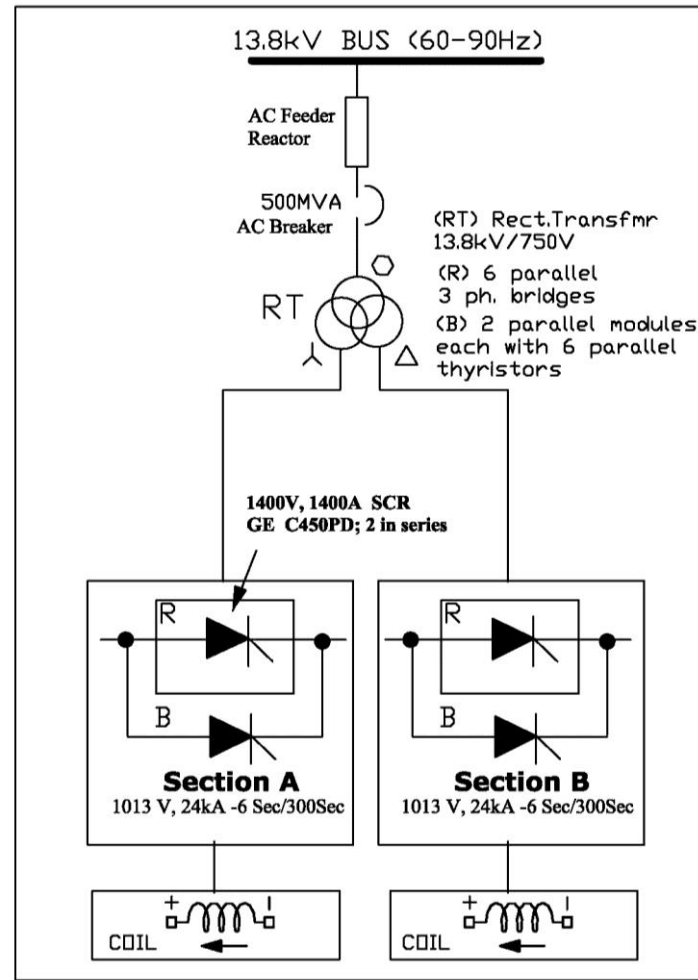 13.8kV BUS (60-90Hz)
AC Feeder
Reactor
500MVA
AC Breaker
(RT) Rect.Transfmr
13.8kV/750V
(R) 6 parallel
3 ph. bridges
(B) 2 parallel modules
each with 6 parallel
thyristors
RT
1400V, 1400A SCR
GE C450PD; 2 in series
R
B
Section A
1013 V, 24kA -6 Sec/300Sec
R
B
Section B
1013 V, 24kA -6 Sec/300Sec
+ -
COIL
+ -
COIL